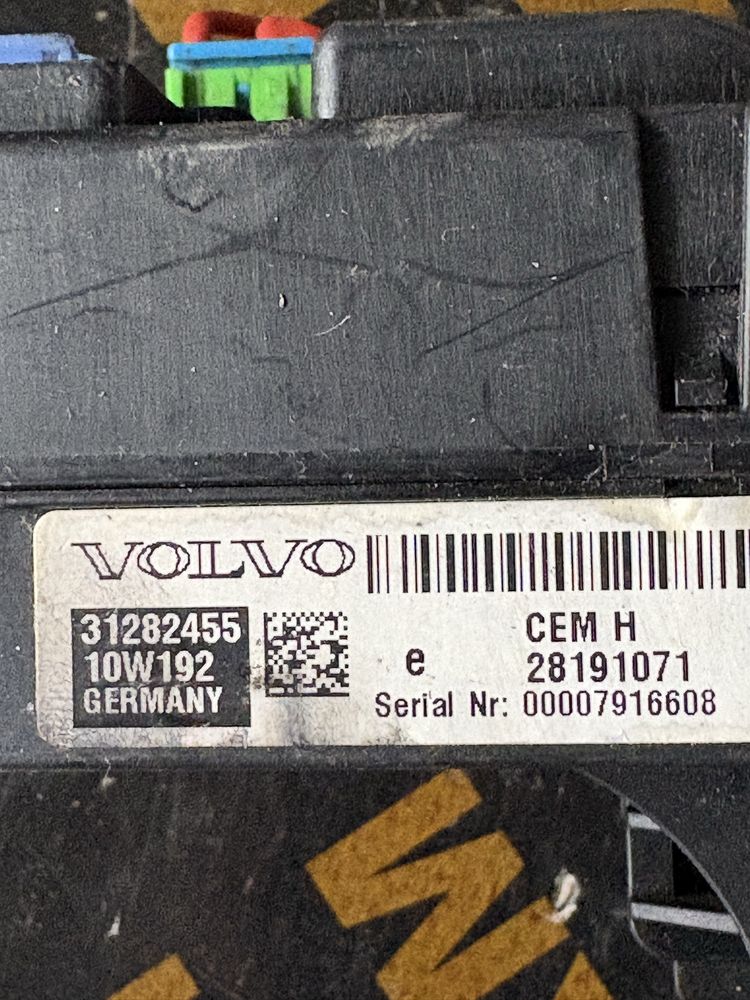 VOLVO
31282455
10W192
GERMANY
CEM H
e 28191071
Serial Nr: 00007916608
W